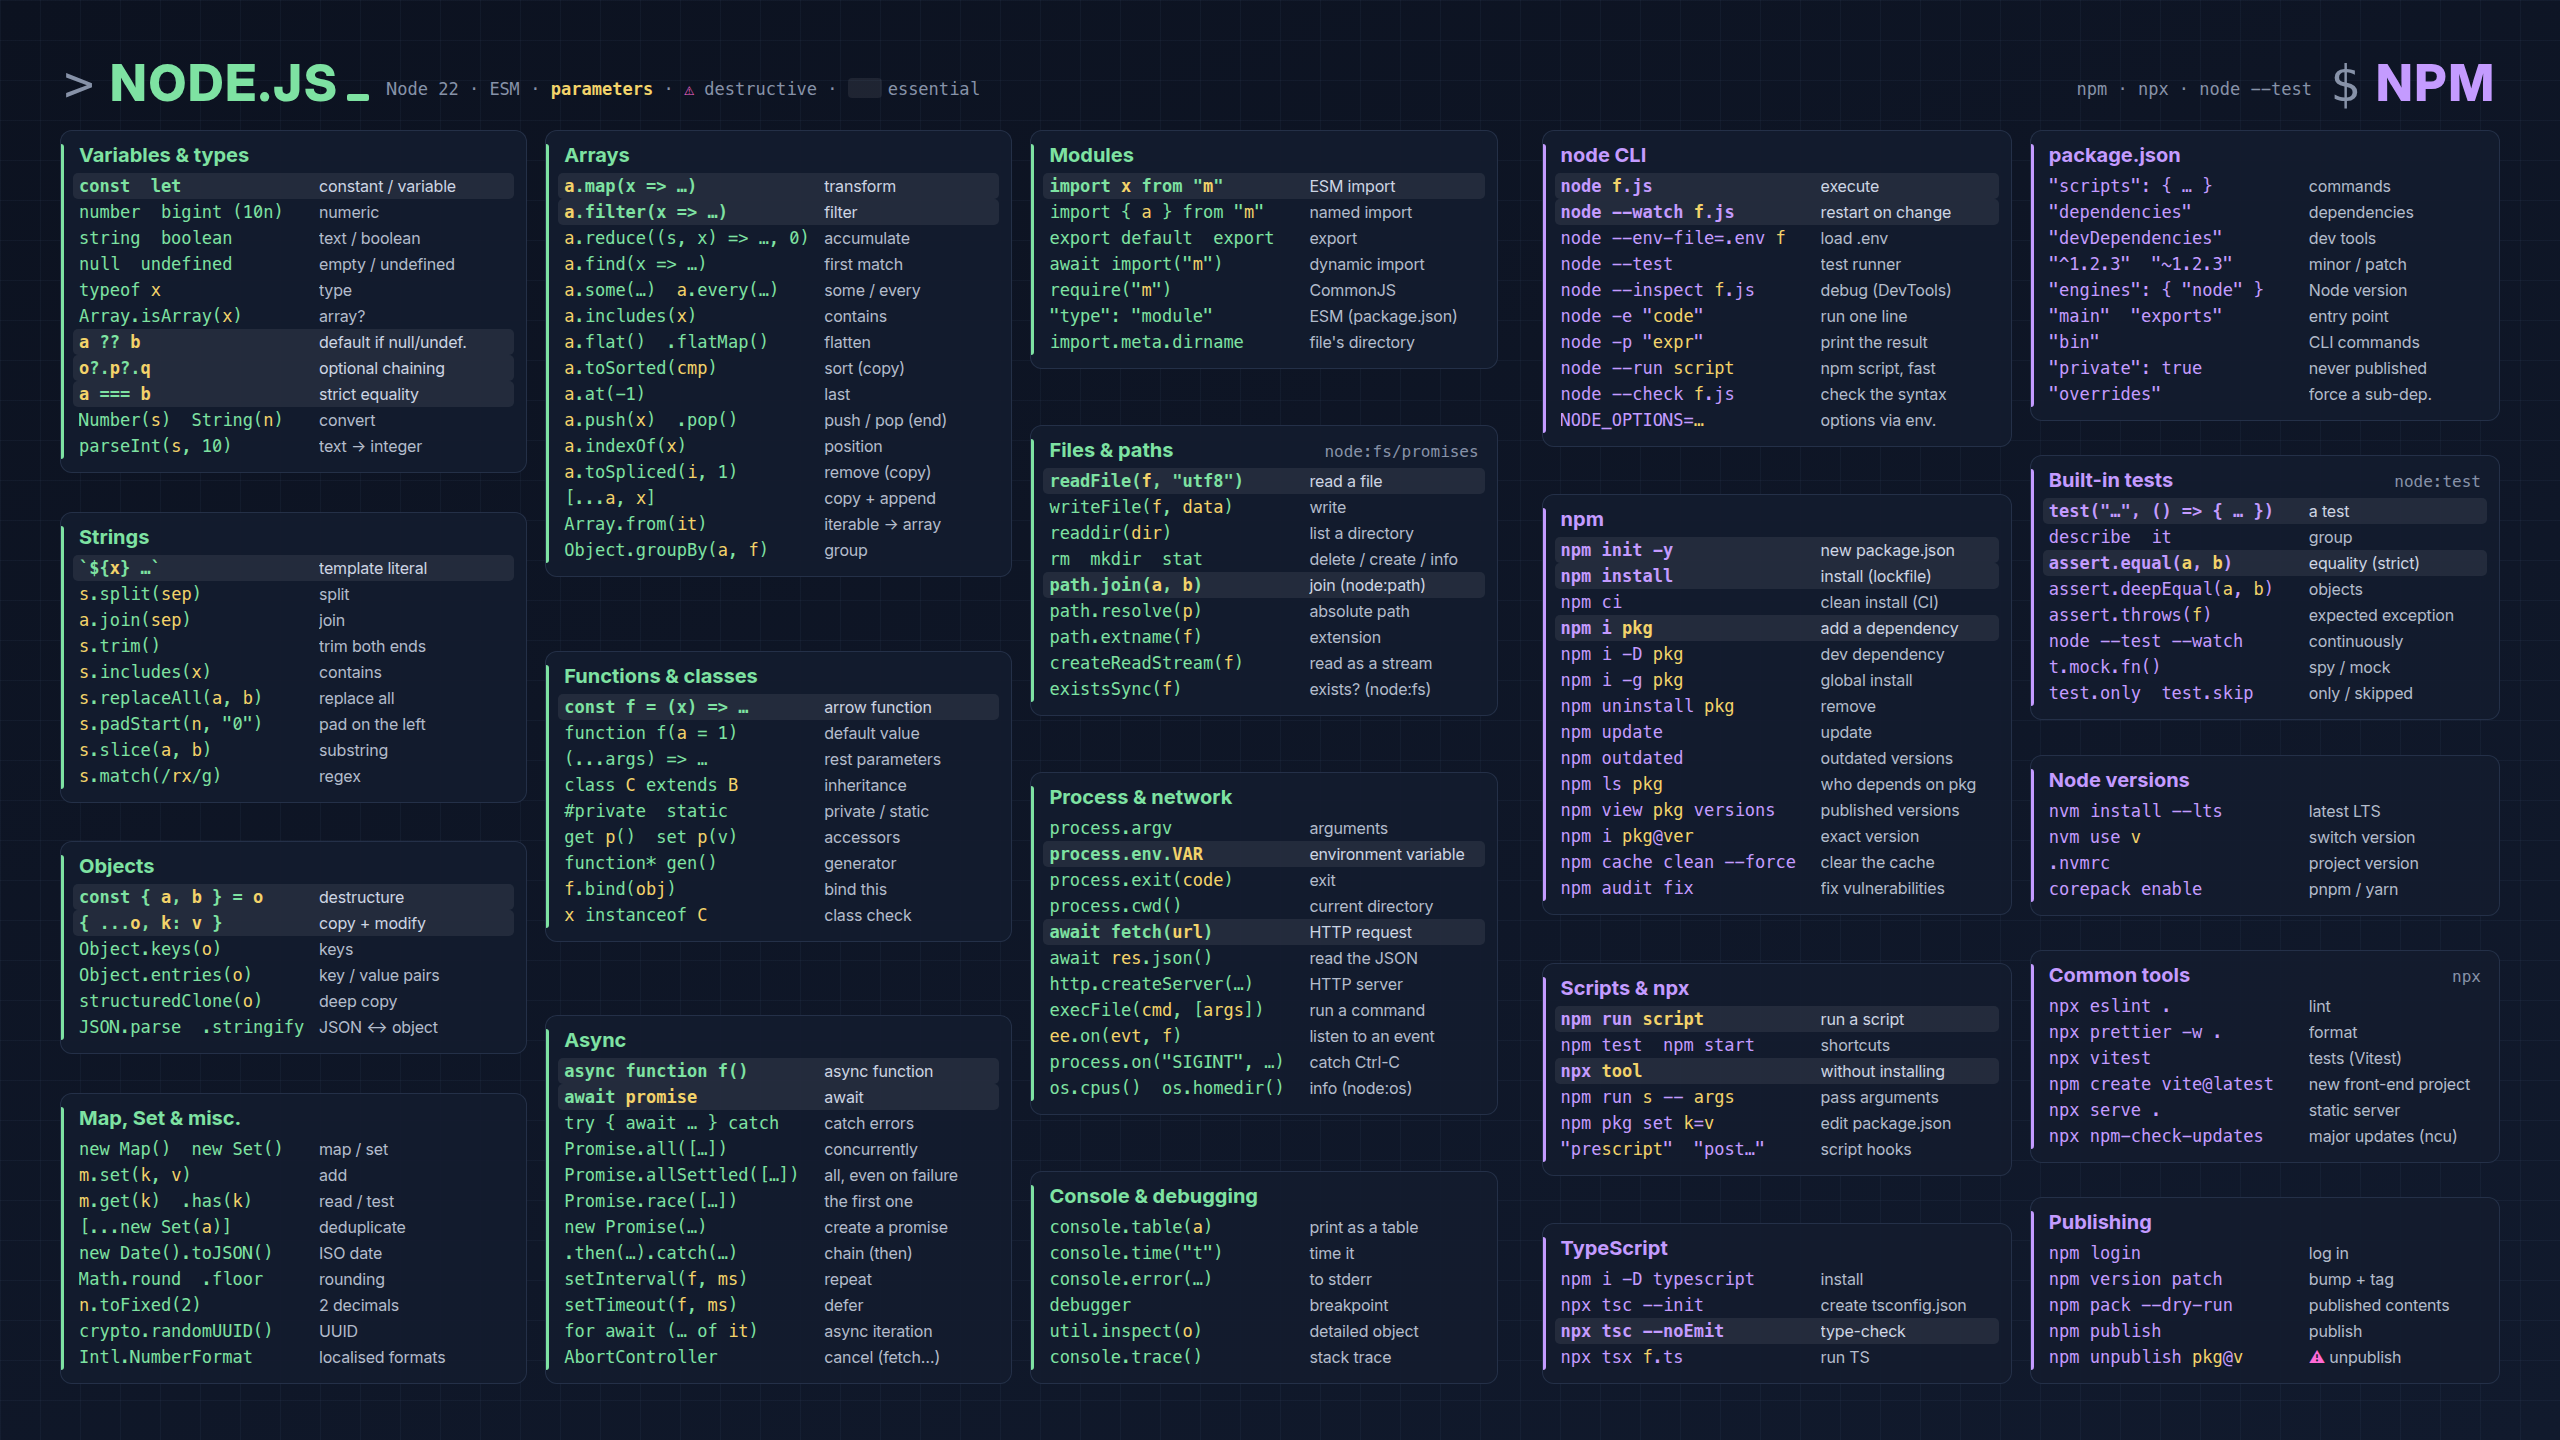 > NODE.JS_ Node 22 · ESM · parameters · ⚠ destructive · essential
npm · npx · node --test $ NPM
Variables & types
const let constant / variable
number bigint (10n) numeric
string boolean text / boolean
null undefined empty / undefined
typeof x type
Array.isArray(x) array?
a ?? b default if null/undef.
o?.p?.q optional chaining
a === b strict equality
Number(s) String(n) convert
parseInt(s, 10) text → integer
Strings
`${x} …` template literal
s.split(sep) split
a.join(sep) join
s.trim() trim both ends
s.includes(x) contains
s.replaceAll(a, b) replace all
s.padStart(n, "0") pad on the left
s.slice(a, b) substring
s.match(/rx/g) regex
Objects
const { a, b } = o destructure
{ ...o, k: v } copy + modify
Object.keys(o) keys
Object.entries(o) key / value pairs
structuredClone(o) deep copy
JSON.parse .stringify JSON ↔ object
Map, Set & misc.
new Map() new Set() map / set
m.set(k, v) add
m.get(k) .has(k) read / test
[...new Set(a)] deduplicate
new Date().toJSON() ISO date
Math.round .floor rounding
n.toFixed(2) 2 decimals
crypto.randomUUID() UUID
Intl.NumberFormat localised formats
Arrays
a.map(x => …) transform
a.filter(x => …) filter
a.reduce((s, x) => …, 0) accumulate
a.find(x => …) first match
a.some(…) a.every(…) some / every
a.includes(x) contains
a.flat() .flatMap() flatten
a.toSorted(cmp) sort (copy)
a.at(-1) last
a.push(x) .pop() push / pop (end)
a.indexOf(x) position
a.toSpliced(i, 1) remove (copy)
[...a, x] copy + append
Array.from(it) iterable → array
Object.groupBy(a, f) group
Functions & classes
const f = (x) => … arrow function
function f(a = 1) default value
(...args) => … rest parameters
class C extends B inheritance
#private static private / static
get p() set p(v) accessors
function* gen() generator
f.bind(obj) bind this
x instanceof C class check
Async
async function f() async function
await promise await
try { await … } catch catch errors
Promise.all([…]) concurrently
Promise.allSettled([…]) all, even on failure
Promise.race([…]) the first one
new Promise(…) create a promise
.then(…).catch(…) chain (then)
setInterval(f, ms) repeat
setTimeout(f, ms) defer
for await (… of it) async iteration
AbortController cancel (fetch…)
Modules
import x from "m" ESM import
import { a } from "m" named import
export default export export
await import("m") dynamic import
require("m") CommonJS
"type": "module" ESM (package.json)
import.meta.dirname file's directory
Files & paths node:fs/promises
readFile(f, "utf8") read a file
writeFile(f, data) write
readdir(dir) list a directory
rm mkdir stat delete / create / info
path.join(a, b) join (node:path)
path.resolve(p) absolute path
path.extname(f) extension
createReadStream(f) read as a stream
existsSync(f) exists? (node:fs)
Process & network
process.argv arguments
process.env.VAR environment variable
process.exit(code) exit
process.cwd() current directory
await fetch(url) HTTP request
await res.json() read the JSON
http.createServer(…) HTTP server
execFile(cmd, [args]) run a command
ee.on(evt, f) listen to an event
process.on("SIGINT", …) catch Ctrl-C
os.cpus() os.homedir() info (node:os)
Console & debugging
console.table(a) print as a table
console.time("t") time it
console.error(…) to stderr
debugger breakpoint
util.inspect(o) detailed object
console.trace() stack trace
node CLI
node f.js execute
node --watch f.js restart on change
node --env-file=.env f load .env
node --test test runner
node --inspect f.js debug (DevTools)
node -e "code" run one line
node -p "expr" print the result
node --run script npm script, fast
node --check f.js check the syntax
NODE_OPTIONS=… options via env.
npm
npm init -y new package.json
npm install install (lockfile)
npm ci clean install (CI)
npm i pkg add a dependency
npm i -D pkg dev dependency
npm i -g pkg global install
npm uninstall pkg remove
npm update update
npm outdated outdated versions
npm ls pkg who depends on pkg
npm view pkg versions published versions
npm i pkg@ver exact version
npm cache clean --force clear the cache
npm audit fix fix vulnerabilities
Scripts & npx
npm run script run a script
npm test npm start shortcuts
npx tool without installing
npm run s -- args pass arguments
npm pkg set k=v edit package.json
"prescript" "post…" script hooks
TypeScript
npm i -D typescript install
npx tsc --init create tsconfig.json
npx tsc --noEmit type-check
npx tsx f.ts run TS
package.json
"scripts": { … } commands
"dependencies" dependencies
"devDependencies" dev tools
"^1.2.3" "~1.2.3" minor / patch
"engines": { "node" } Node version
"main" "exports" entry point
"bin" CLI commands
"private": true never published
"overrides" force a sub-dep.
Built-in tests node:test
test("…", () => { … }) a test
describe it group
assert.equal(a, b) equality (strict)
assert.deepEqual(a, b) objects
assert.throws(f) expected exception
node --test --watch continuously
t.mock.fn() spy / mock
test.only test.skip only / skipped
Node versions
nvm install --lts latest LTS
nvm use v switch version
.nvmrc project version
corepack enable pnpm / yarn
Common tools npx
npx eslint . lint
npx prettier -w . format
npx vitest tests (Vitest)
npm create vite@latest new front-end project
npx serve . static server
npx npm-check-updates major updates (ncu)
Publishing
npm login log in
npm version patch bump + tag
npm pack --dry-run published contents
npm publish publish
npm unpublish pkg@v ⚠ unpublish